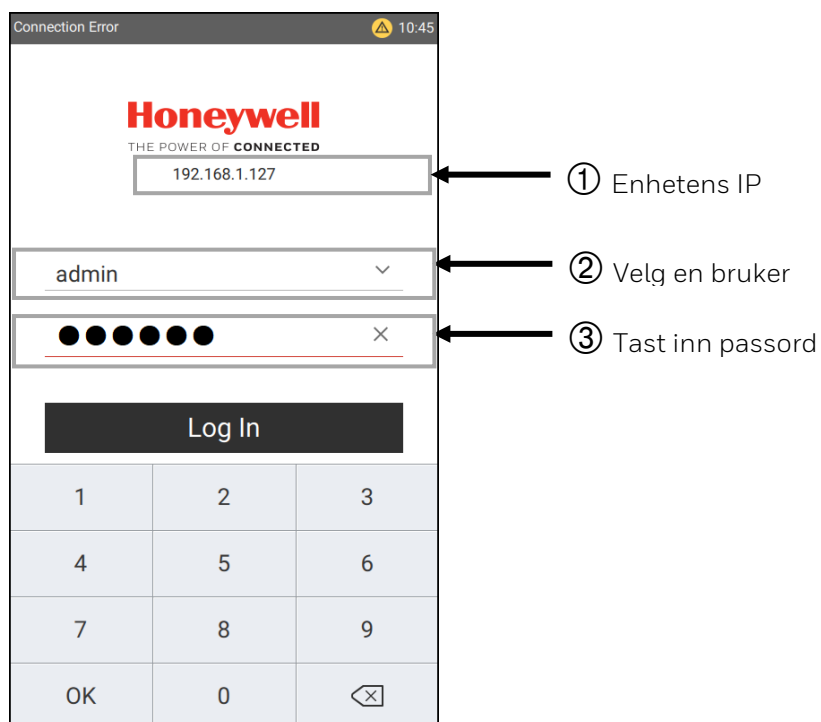 Connection Error 10:45
Honeywell
THE POWER OF CONNECTED
192.168.1.127
① Enhetens IP
admin
② Velg en bruker
③ Tast inn passord
Log In
1 2 3
4 5 6
7 8 9
OK 0